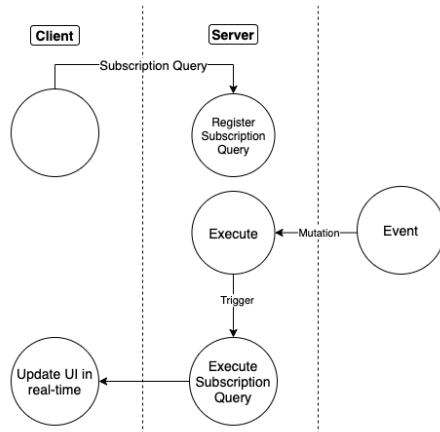 Client
Server
Subscription Query
Register
Subscription
Query
Execute
Mutation
Event
Trigger
Update UI in
real-time
Execute
Subscription
Query